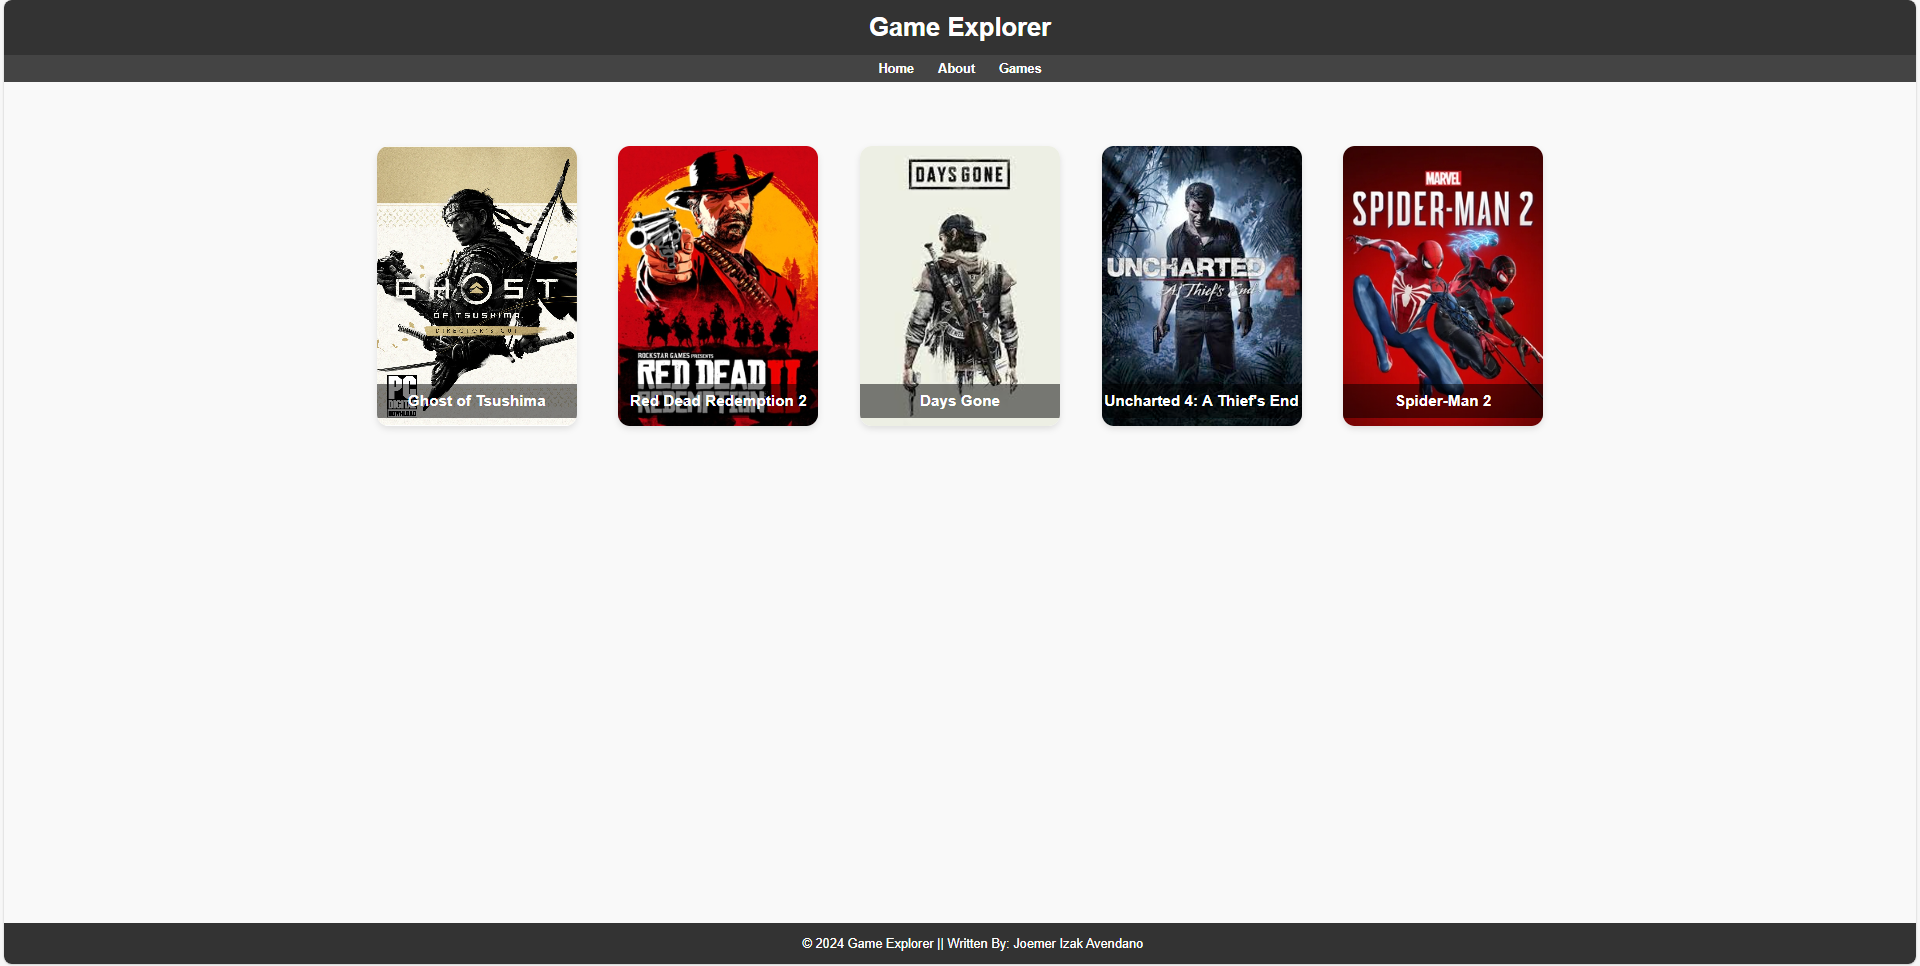 Game Explorer
Home About Games
GHOST
OF TSUSHIMA
DIRECTOR'S CUT
PC
DIGITAL
DOWNLOAD
Ghost of Tsushima
ROCKSTAR GAMES PRESENTS
RED DEAD
REDEMPTION II
Red Dead Redemption 2
DAYS GONE
Days Gone
UNCHARTED 4
A Thief's End
Uncharted 4: A Thief's End
MARVEL
SPIDER-MAN 2
Spider-Man 2
© 2024 Game Explorer || Written By: Joemer Izak Avendano